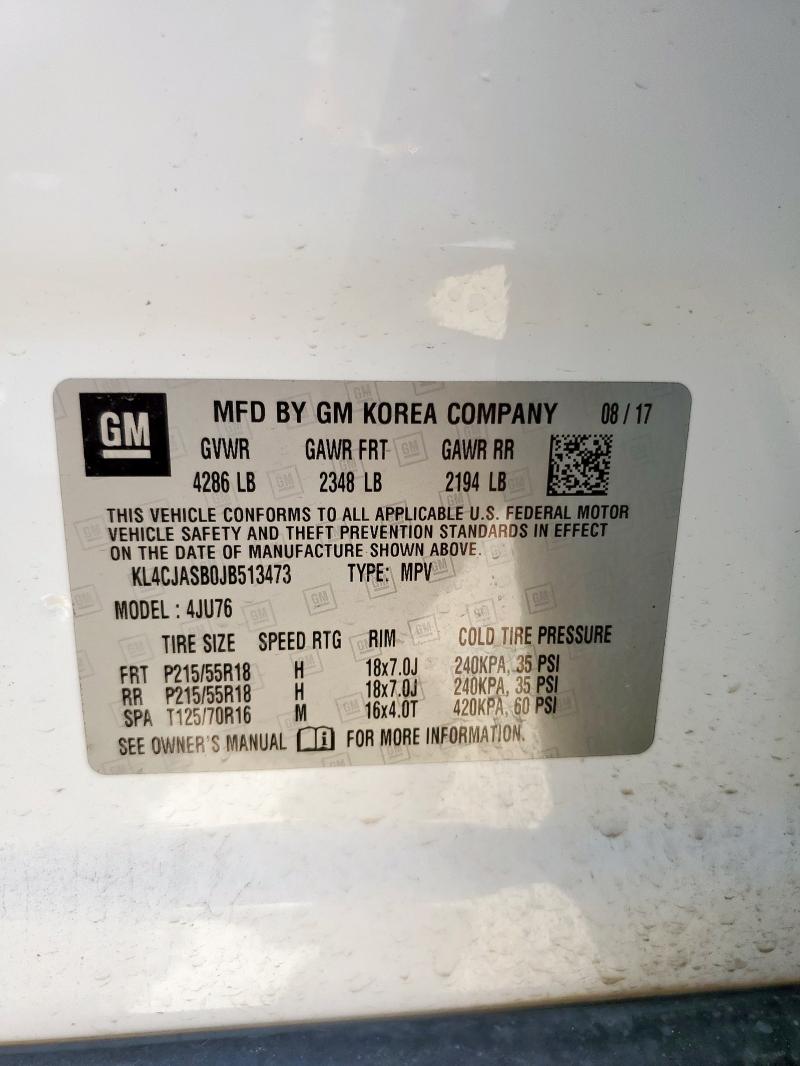 GM MFD BY GM KOREA COMPANY 08 / 17
GVWR GAWR FRT GAWR RR
4286 LB 2348 LB 2194 LB
THIS VEHICLE CONFORMS TO ALL APPLICABLE U.S. FEDERAL MOTOR
VEHICLE SAFETY AND THEFT PREVENTION STANDARDS IN EFFECT
ON THE DATE OF MANUFACTURE SHOWN ABOVE.
KL4CJASB0JB513473 TYPE: MPV
MODEL : 4JU76
TIRE SIZE SPEED RTG RIM COLD TIRE PRESSURE
FRT P215/55R18 H 18x7.0J 240KPA, 35 PSI
RR P215/55R18 H 18x7.0J 240KPA, 35 PSI
SPA T125/70R16 M 16x4.0T 420KPA, 60 PSI
SEE OWNER'S MANUAL FOR MORE INFORMATION.